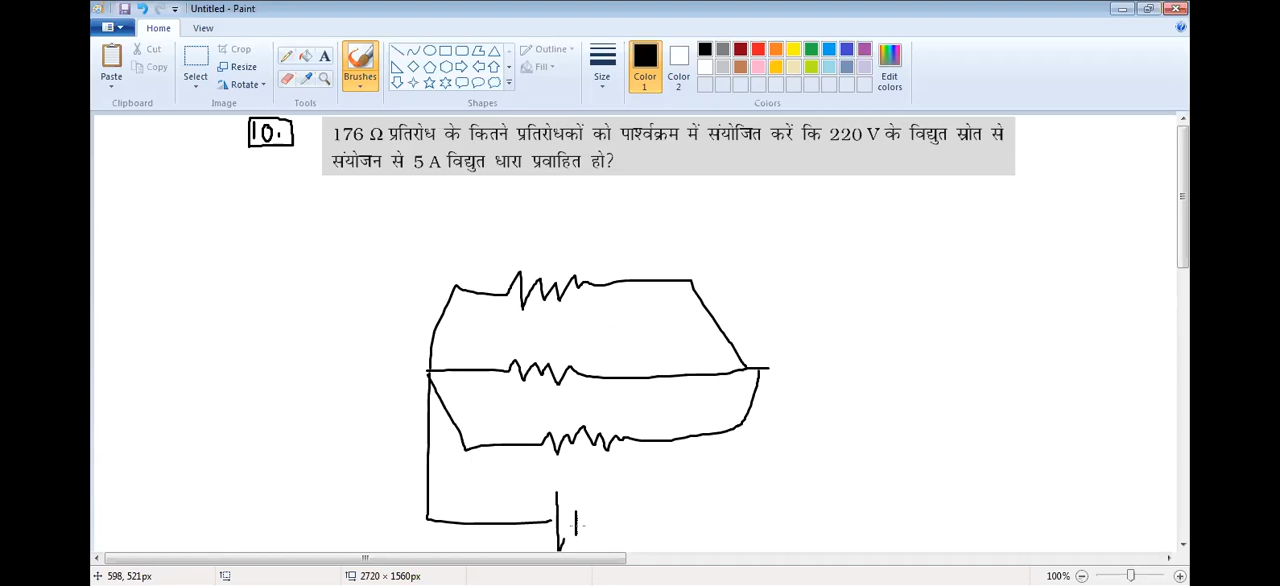 Untitled - Paint
Home
View
Paste
Cut
Copy
Select
Crop
Resize
Rotate
Brushes
Outline
Fill
Size
Color
1
Color
2
Edit
colors
Clipboard
Image
Tools
Shapes
Colors
10.
176 Ω प्रतिरोध के कितने प्रतिरोधकों को पार्श्वक्रम में संयोजित करें कि 220 V के विद्युत स्रोत से
संयोजन से 5 A विद्युत धारा प्रवाहित हो?
598, 521px
2720 × 1560px
100%